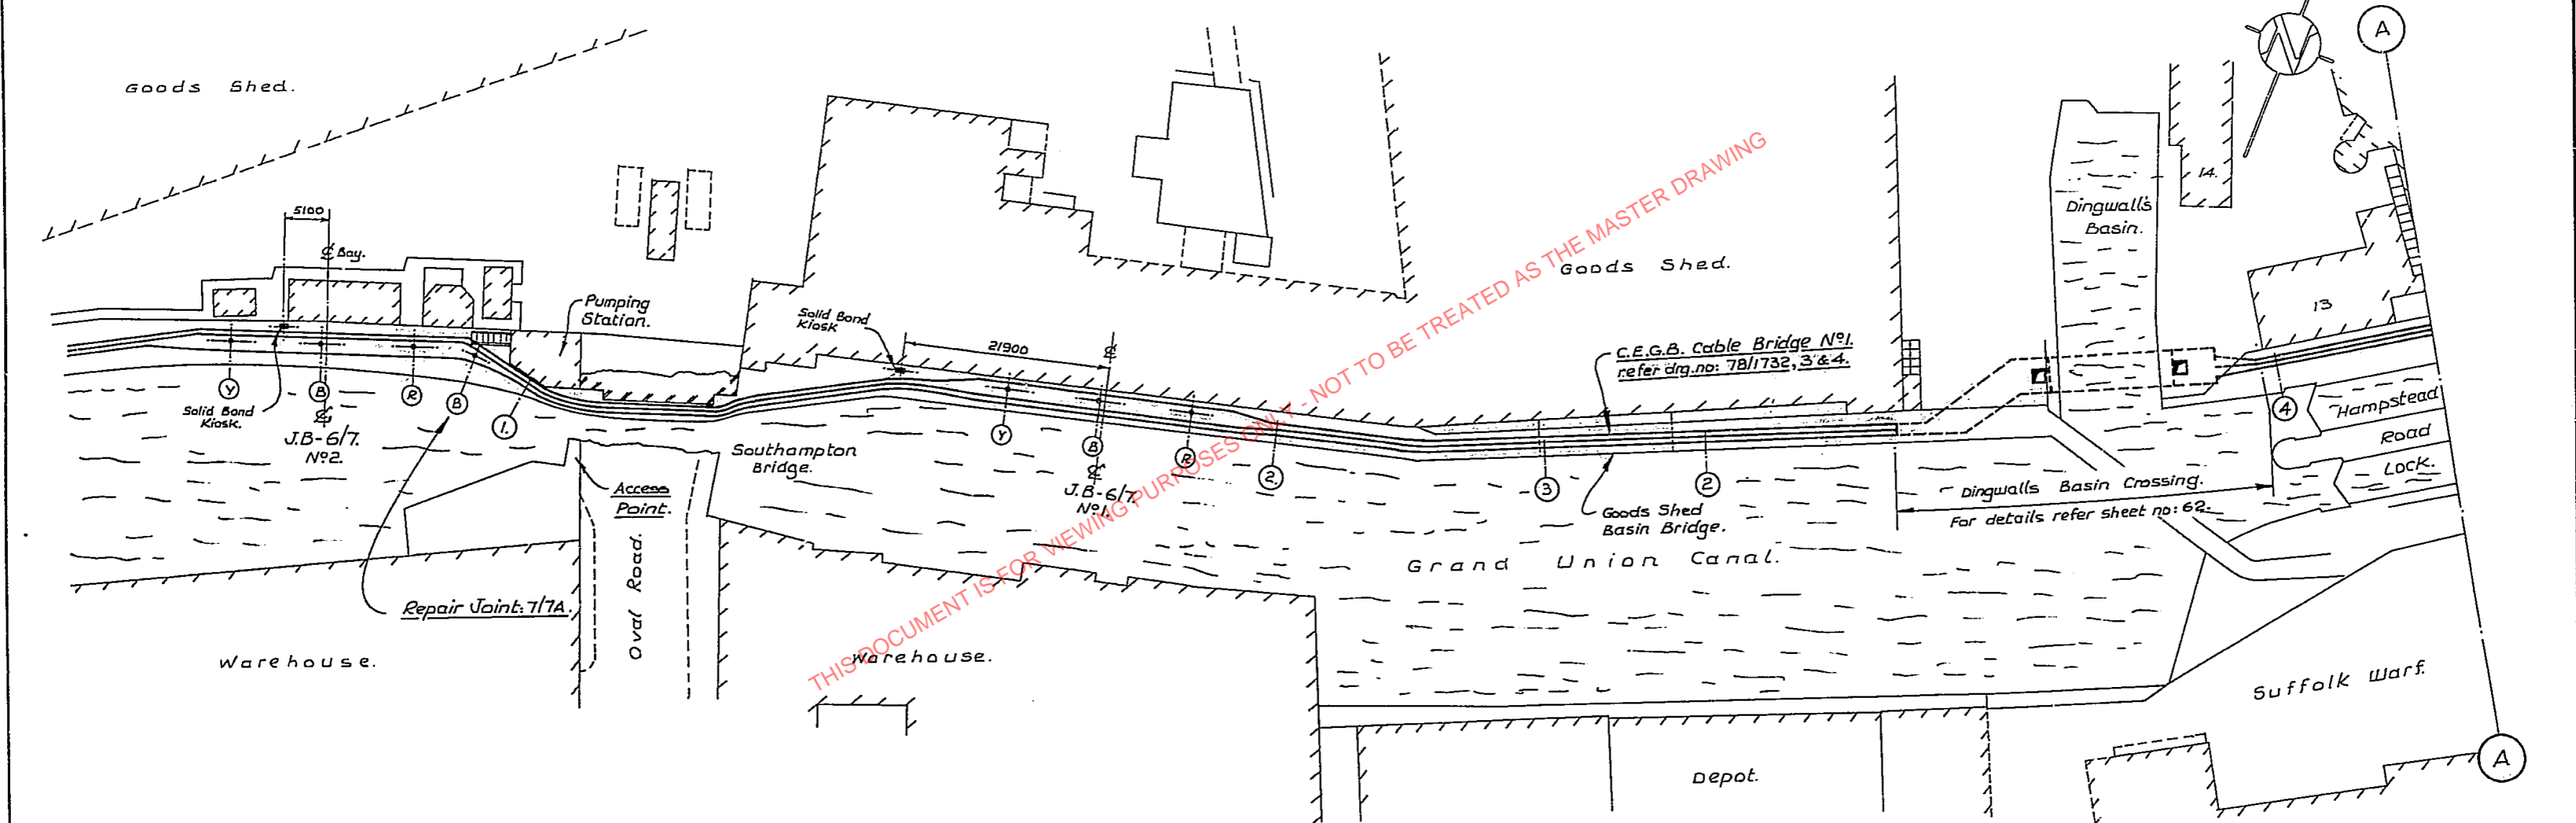 A
Goods Shed.
14.
Dingwall's
Basin.
5100
℄ Bay.
Goods Shed.
13
Pumping
Station.
Solid Bond
Kiosk
21900
℄
C.E.G.B. Cable Bridge Nº1.
refer drg.no: 7B/1732, 3 & 4.
Y
B
R
B
1.
Solid Bond
Kiosk.
℄
J.B-6/7.
Nº2.
Southampton
Bridge.
Y
B
R
2.
℄
J.B-6/7.
Nº1.
3
2
4
Hampstead
Road
Lock.
Access
Point.
Goods Shed
Basin Bridge.
Dingwalls Basin Crossing.
For details refer sheet no: 62.
Grand Union Canal.
Oval Road.
Repair Joint: 7/7A.
Warehouse.
Warehouse.
Suffolk Warf.
Depot.
A
N
THIS DOCUMENT IS FOR VIEWING PURPOSES ONLY - NOT TO BE TREATED AS THE MASTER DRAWING